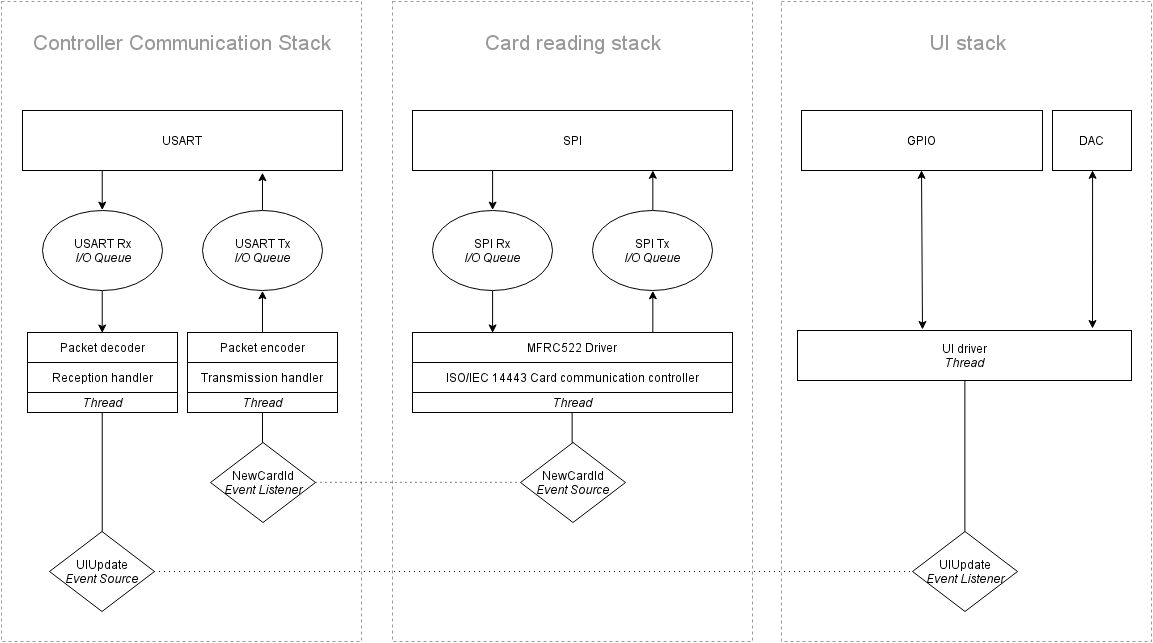 Controller Communication Stack
Card reading stack
UI stack
USART
SPI
GPIO
DAC
USART Rx
I/O Queue
USART Tx
I/O Queue
SPI Rx
I/O Queue
SPI Tx
I/O Queue
Packet decoder
Reception handler
Thread
Packet encoder
Transmission handler
Thread
MFRC522 Driver
ISO/IEC 14443 Card communication controller
Thread
UI driver
Thread
NewCardId
Event Listener
NewCardId
Event Source
UIUpdate
Event Source
UIUpdate
Event Listener